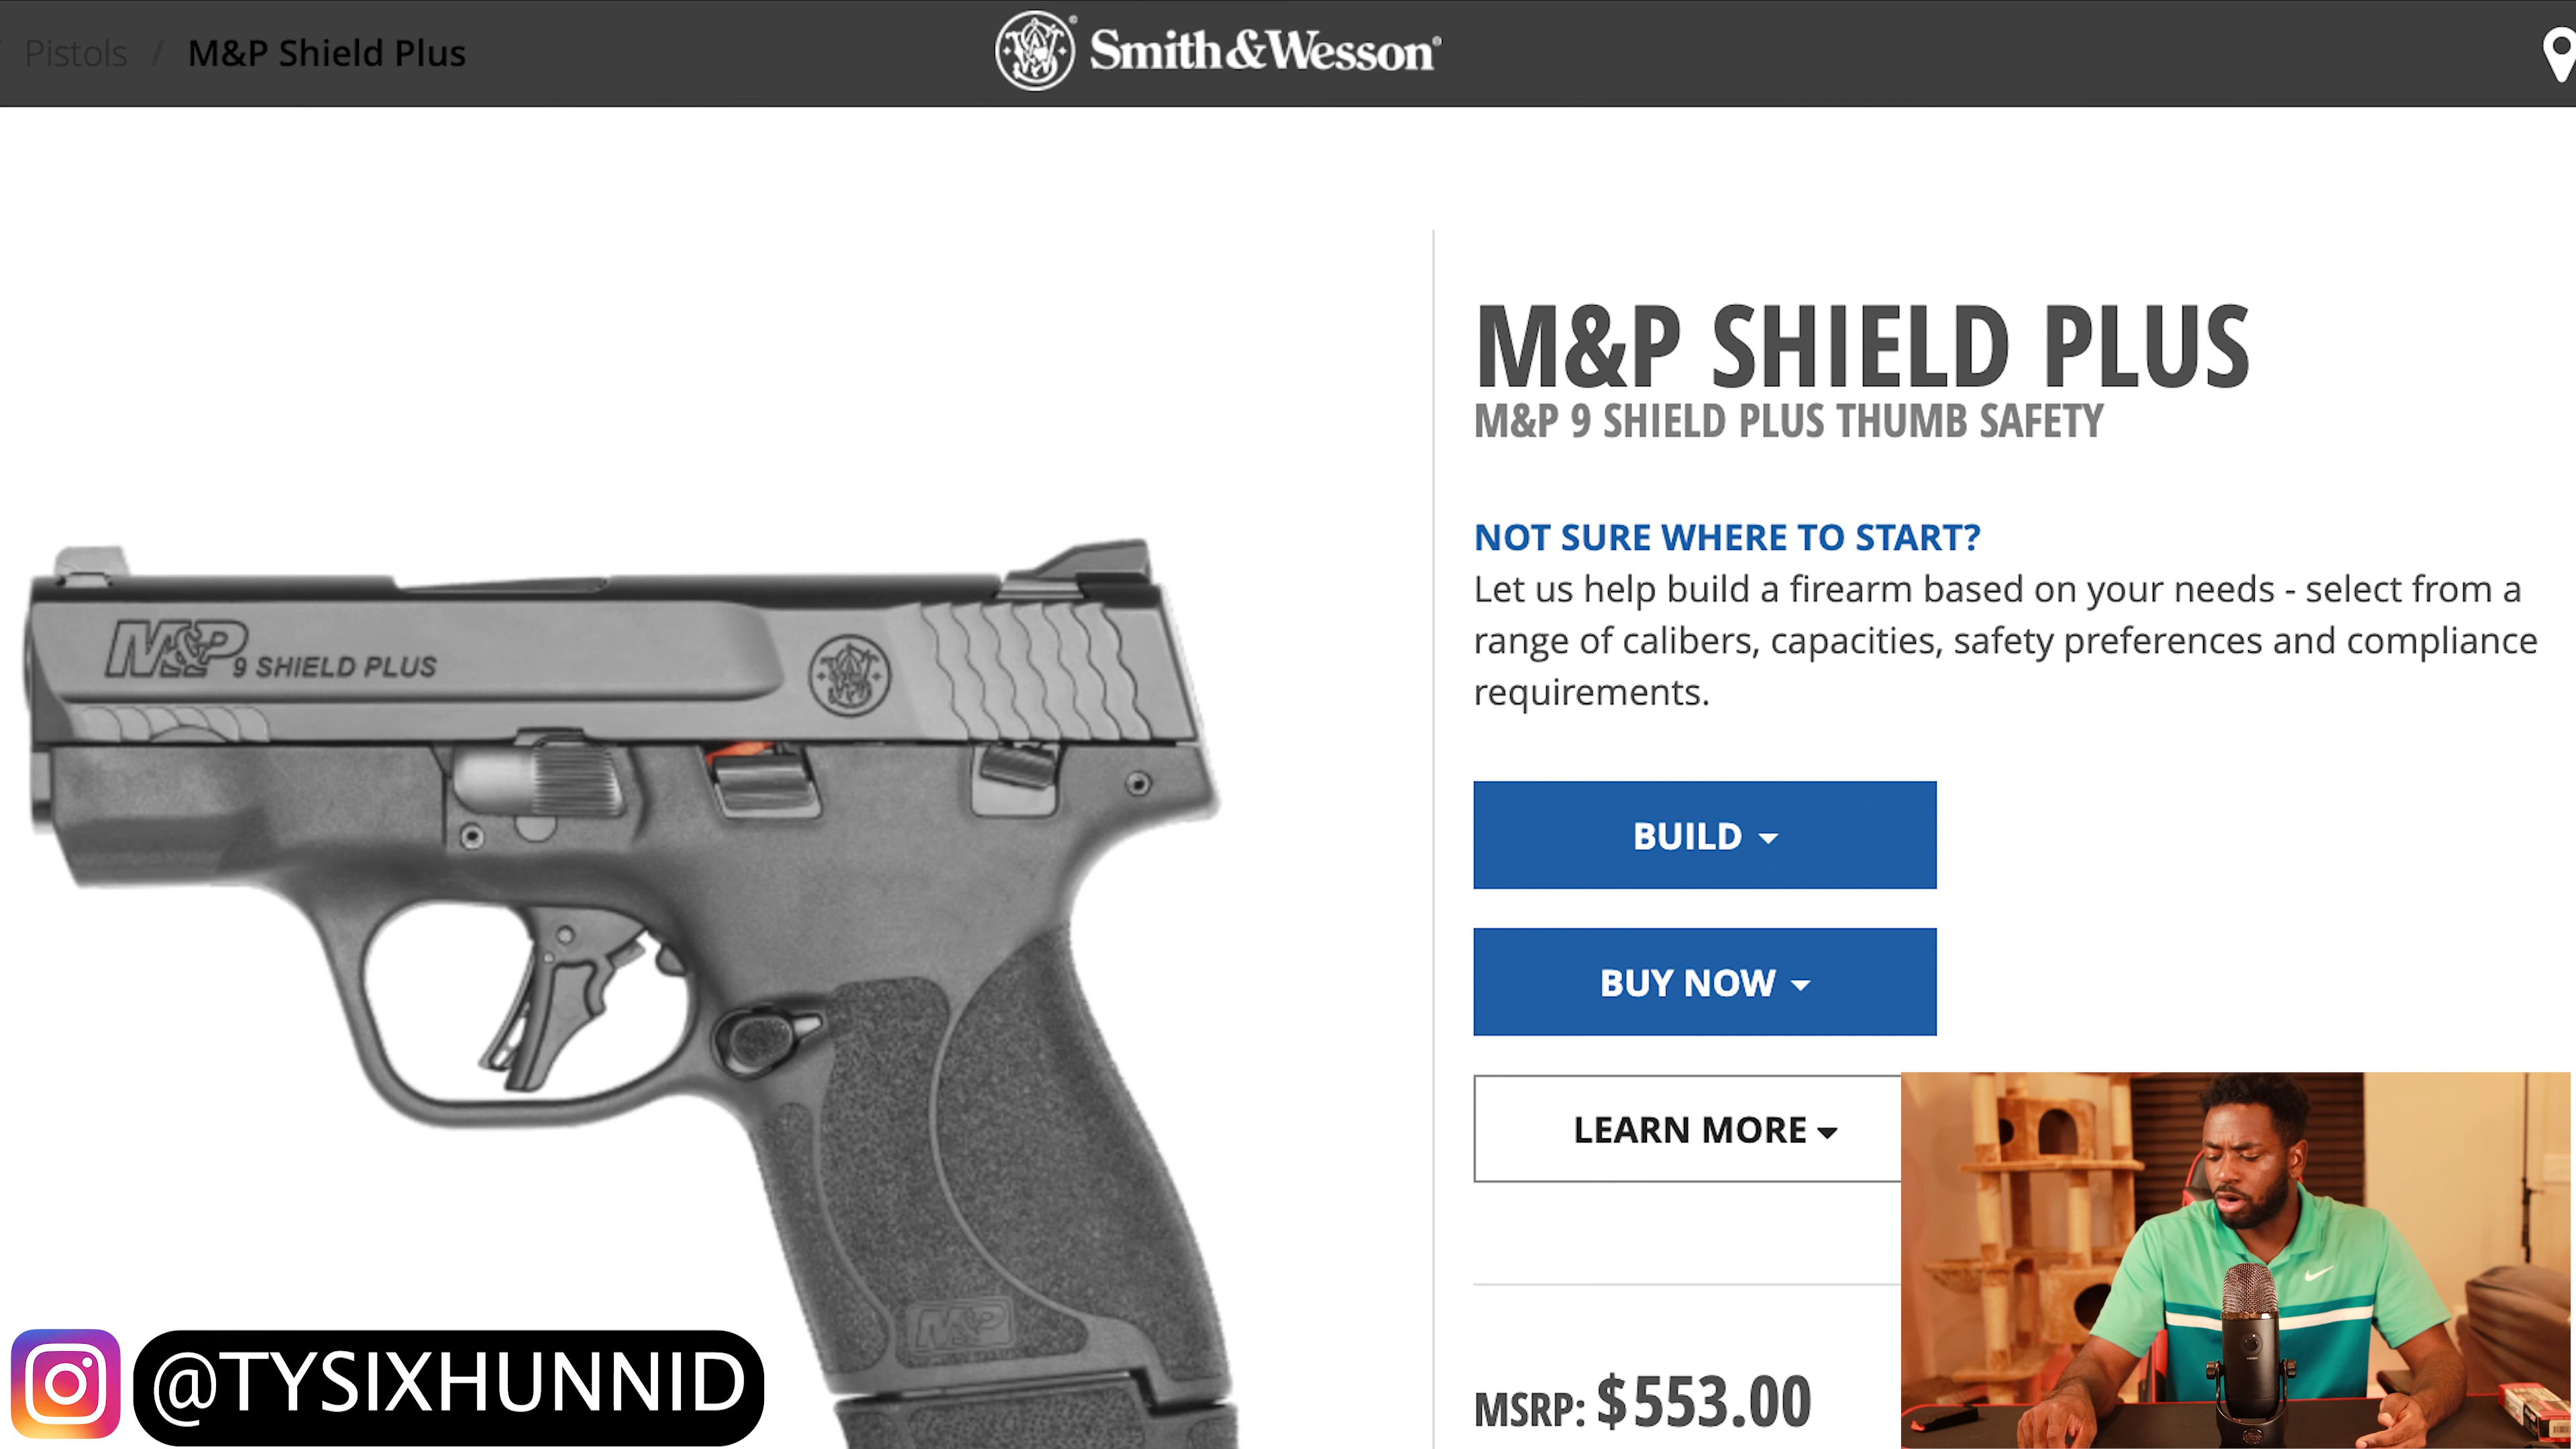 Pistols / M&P Shield Plus
Smith & Wesson
M&P SHIELD PLUS
M&P 9 SHIELD PLUS THUMB SAFETY
NOT SURE WHERE TO START?
Let us help build a firearm based on your needs - select from a
range of calibers, capacities, safety preferences and compliance
requirements.
BUILD
BUY NOW
LEARN MORE
MSRP: $553.00
M&P 9 SHIELD PLUS
M&P
@TYSIXHUNNID